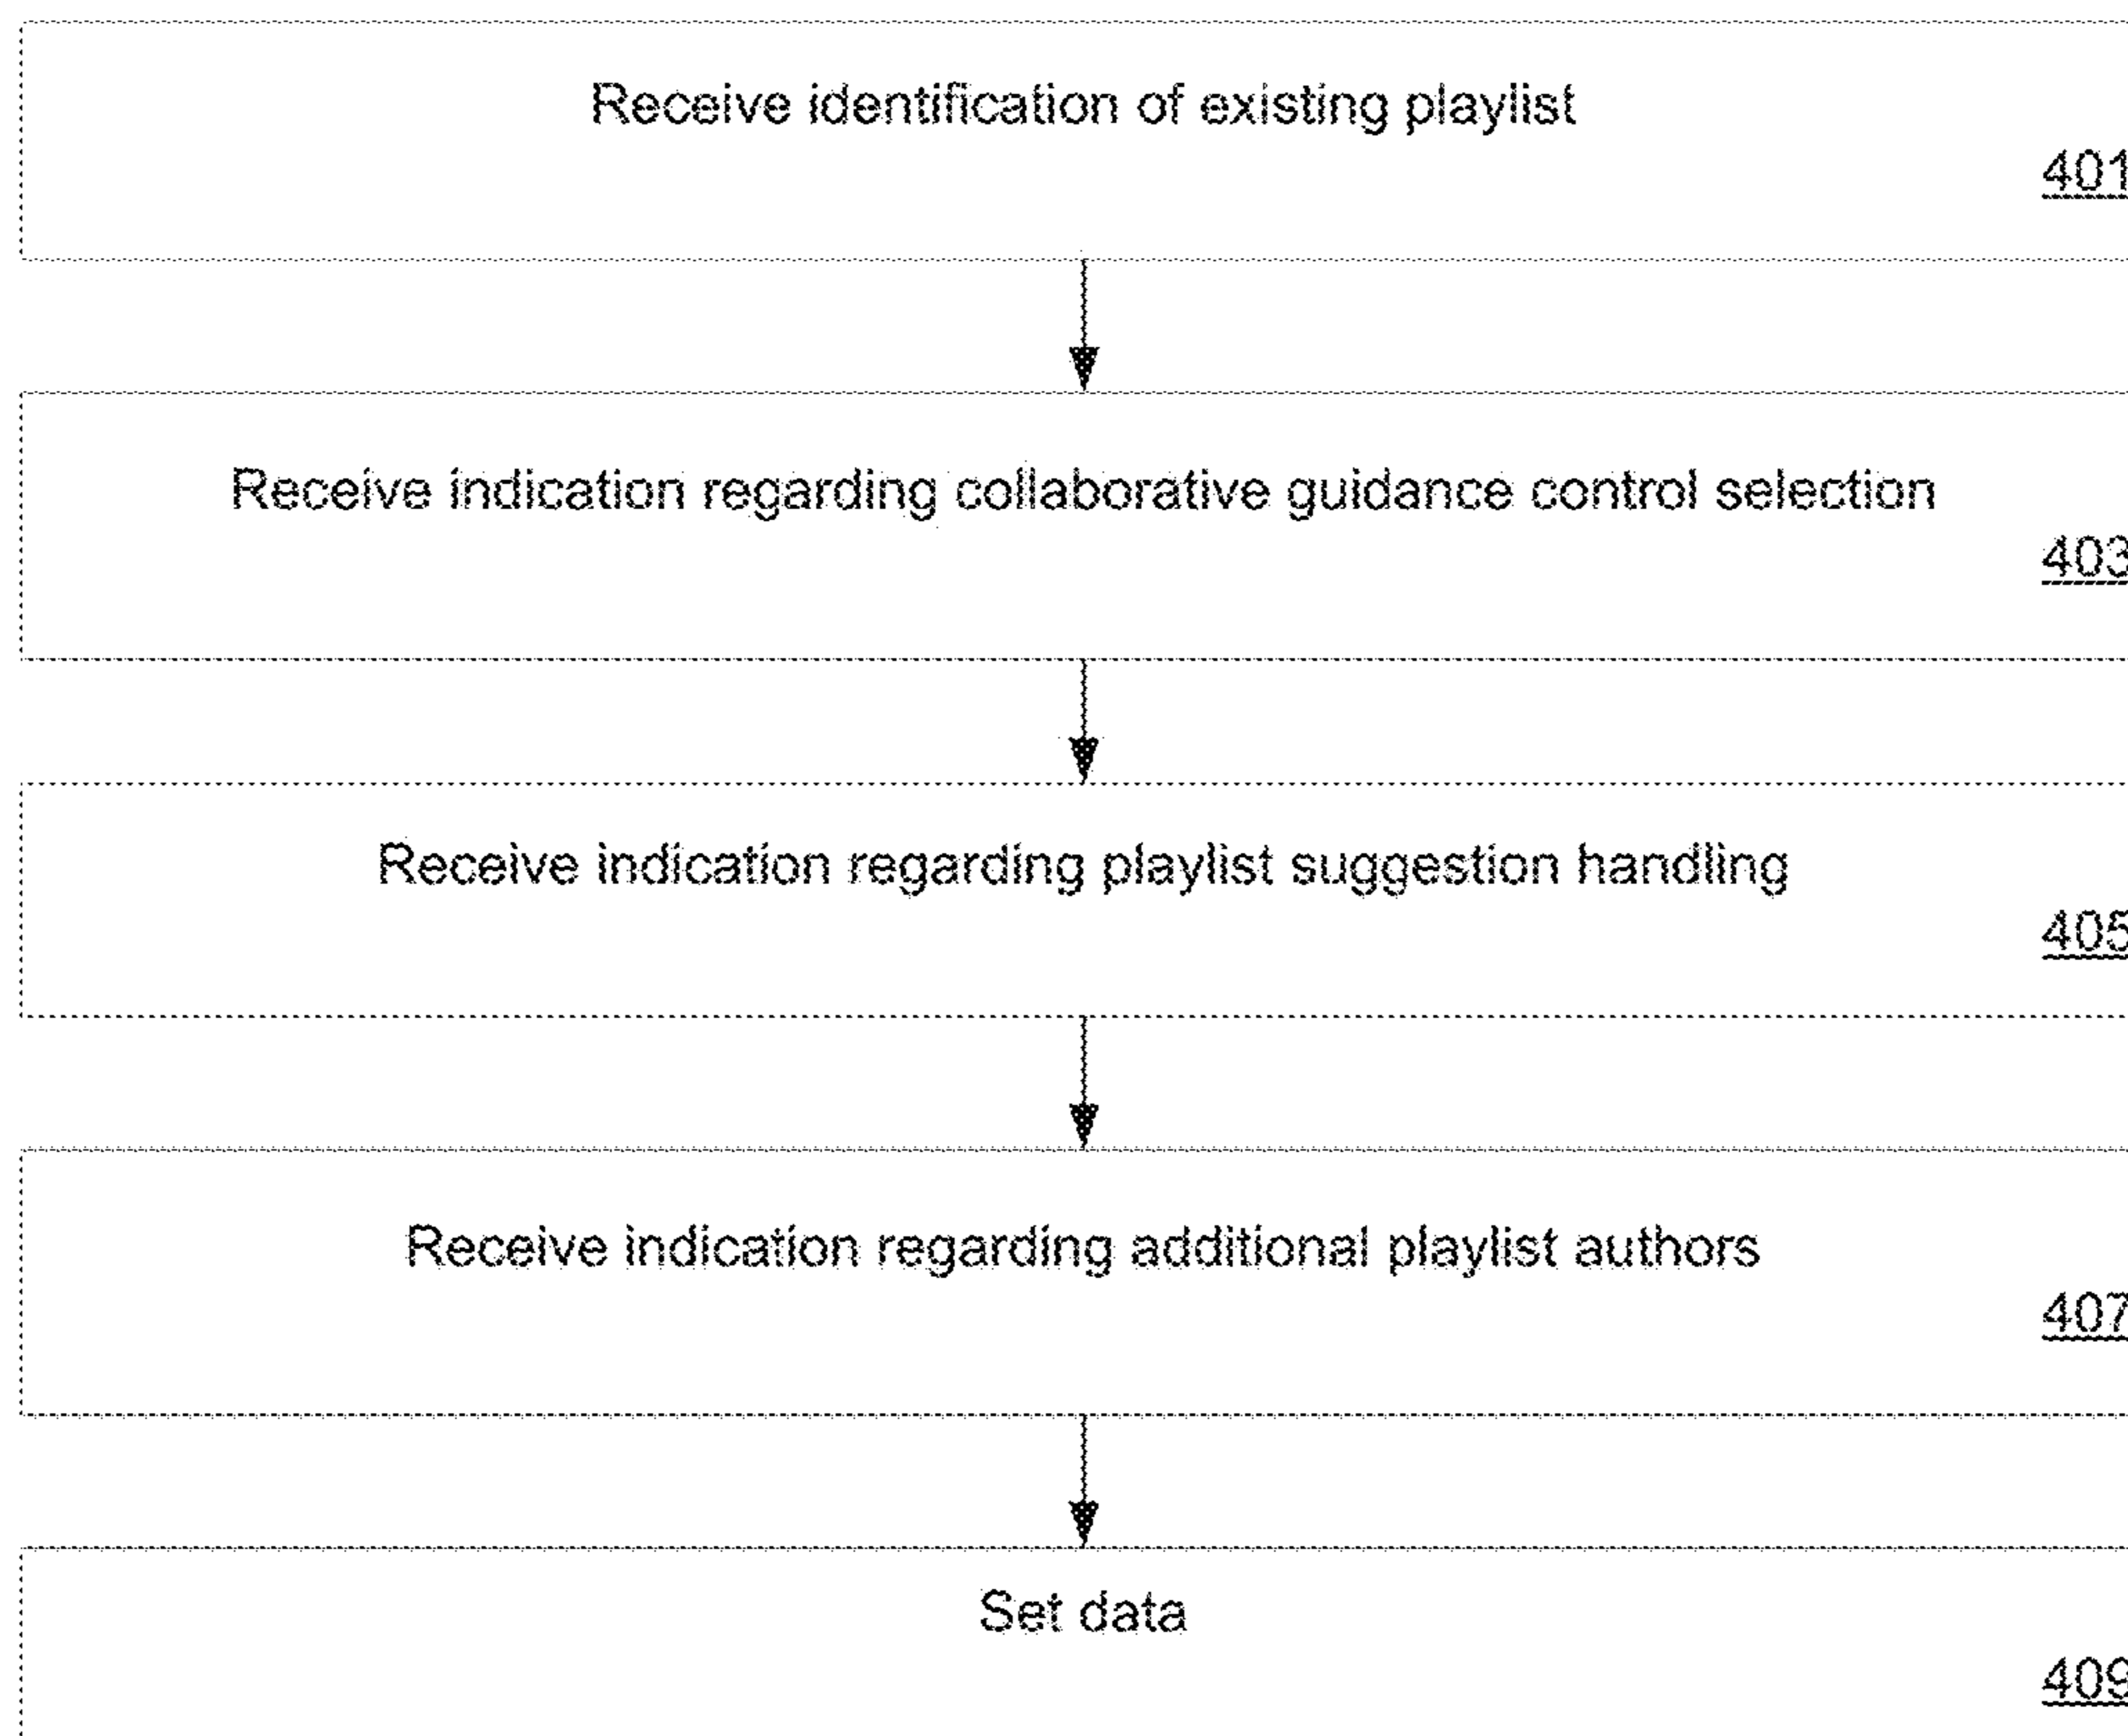 Receive identification of existing playlist
401
Receive indication regarding collaborative guidance control selection
403
Receive indication regarding playlist suggestion handling
405
Receive indication regarding additional playlist authors
407
Set data
409